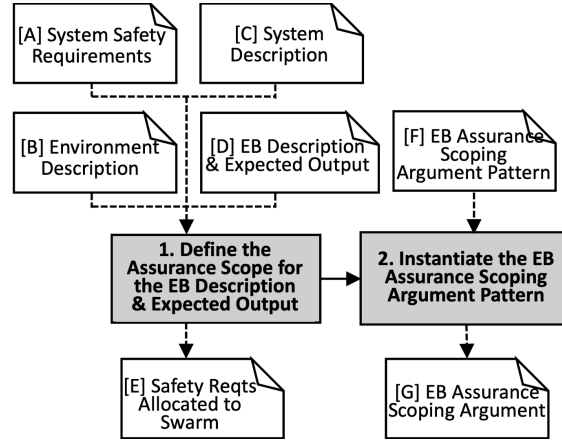 [A] System Safety
Requirements
[C] System
Description
[B] Environment
Description
[D] EB Description
& Expected Output
[F] EB Assurance
Scoping
Argument Pattern
1. Define the
Assurance Scope for
the EB Description
& Expected Output
2. Instantiate the EB
Assurance Scoping
Argument Pattern
[E] Safety Reqts
Allocated to
Swarm
[G] EB Assurance
Scoping Argument